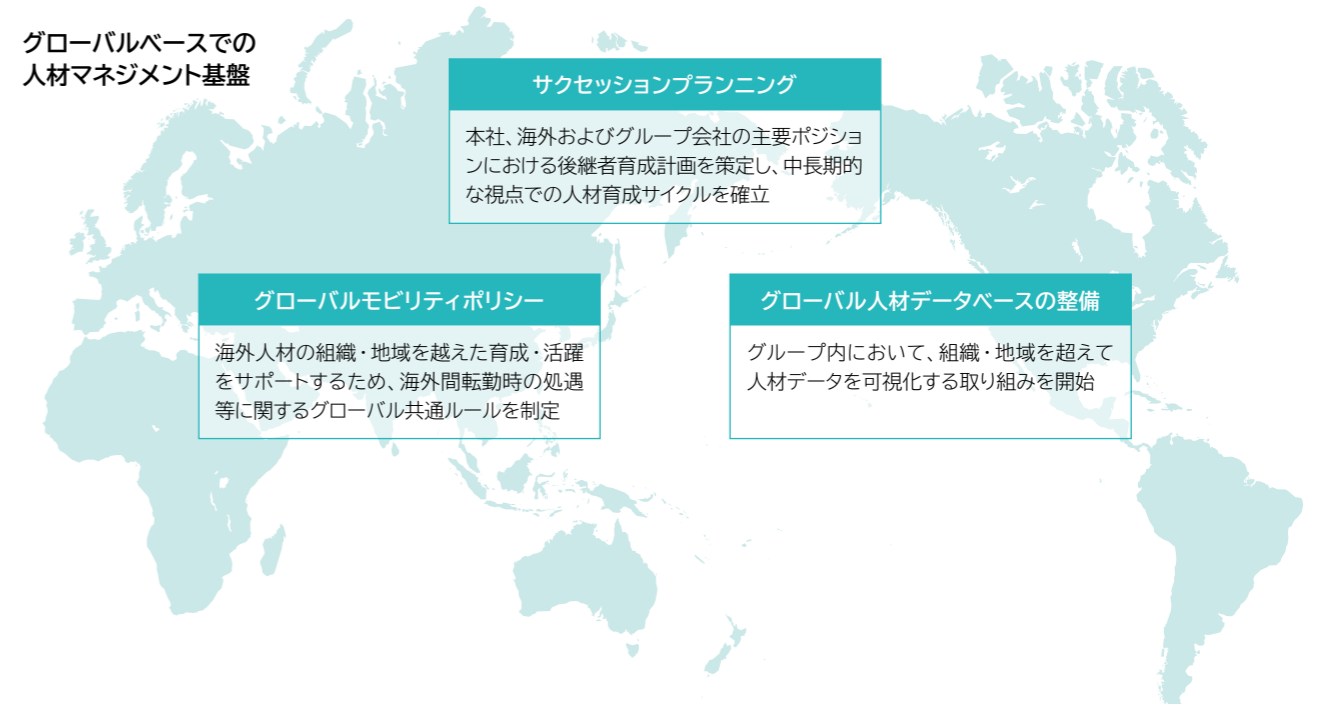 グローバルベースでの
人材マネジメント基盤
サクセッションプランニング
本社、海外およびグループ会社の主要ポジショ
ンにおける後継者育成計画を策定し、中長期的
な視点での人材育成サイクルを確立
グローバルモビリティポリシー
海外人材の組織・地域を越えた育成・活躍
をサポートするため、海外間転勤時の処遇
等に関するグローバル共通ルールを制定
グローバル人材データベースの整備
グループ内において、組織・地域を超えて
人材データを可視化する取り組みを開始